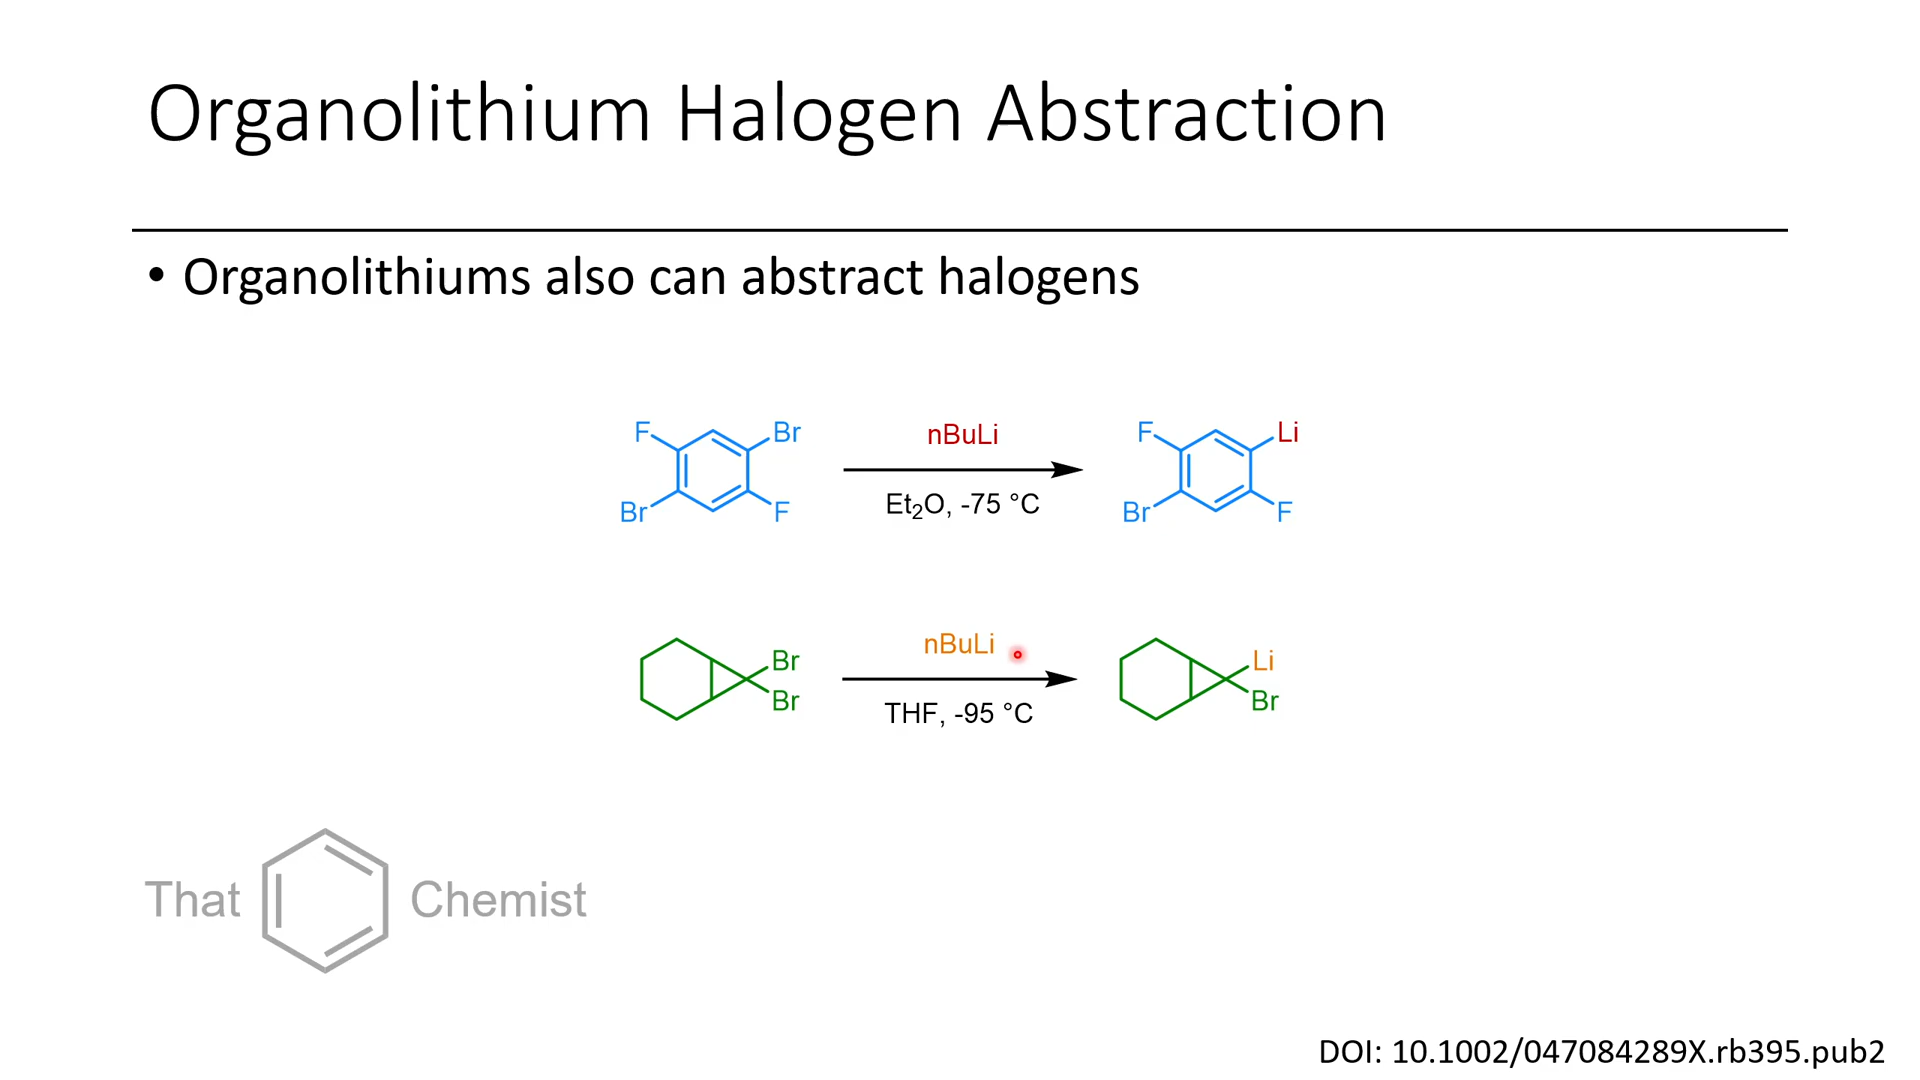 Organolithium Halogen Abstraction
• Organolithiums also can abstract halogens
F Br nBuLi F Li
Br F Et₂O, -75 °C Br F
Br nBuLi Li
Br THF, -95 °C Br
That Chemist
DOI: 10.1002/047084289X.rb395.pub2